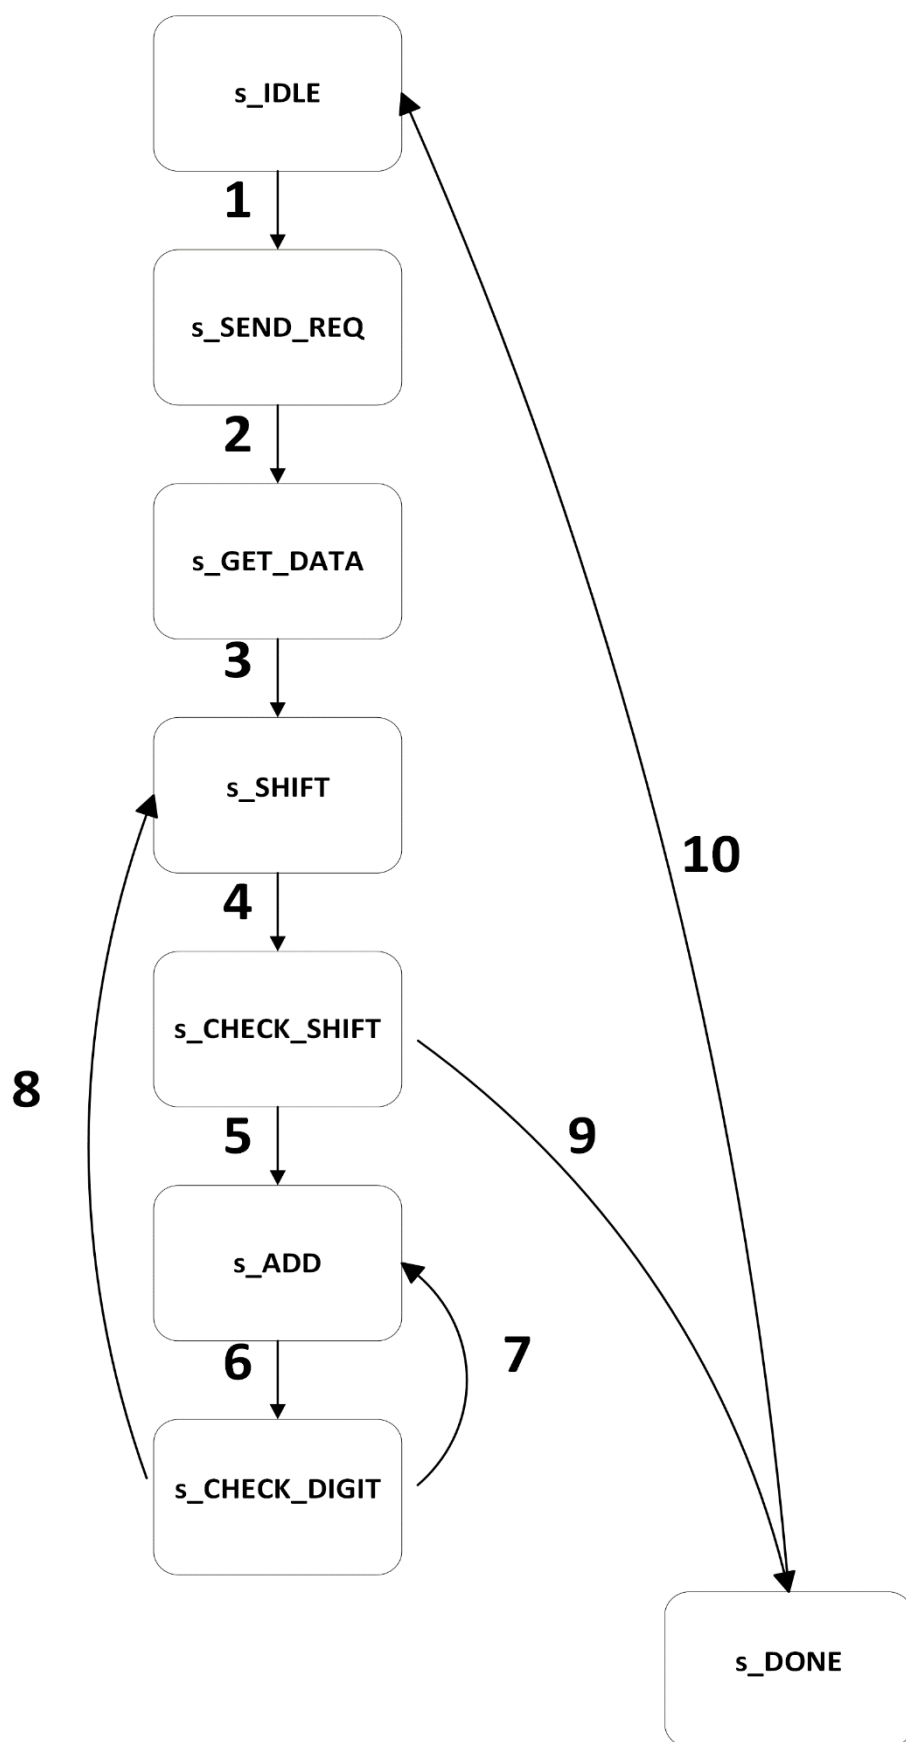 s_IDLE
1
s_SEND_REQ
2
s_GET_DATA
3
s_SHIFT
10
4
s_CHECK_SHIFT
8
5
9
s_ADD
6
7
s_CHECK_DIGIT
s_DONE